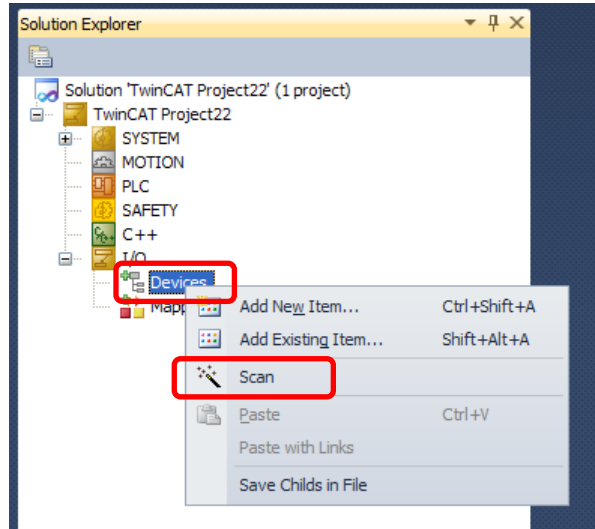 Solution Explorer
Solution 'TwinCAT Project22' (1 project)
TwinCAT Project22
SYSTEM
MOTION
PLC
SAFETY
C++
I/O
Devices
Mapp
Add New Item... Ctrl+Shift+A
Add Existing Item... Shift+Alt+A
Scan
Paste Ctrl+V
Paste with Links
Save Childs in File